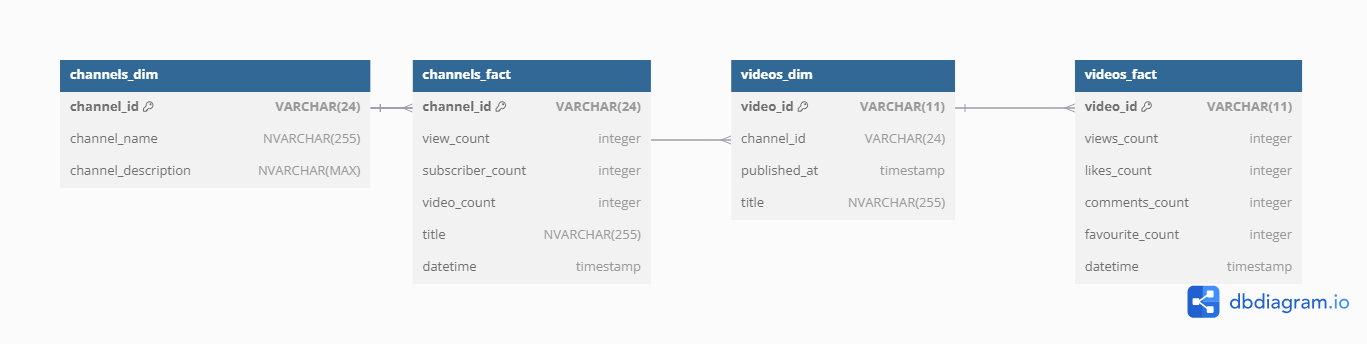 channels_dim
channel_id VARCHAR(24)
channel_name NVARCHAR(255)
channel_description NVARCHAR(MAX)
channels_fact
channel_id VARCHAR(24)
view_count integer
subscriber_count integer
video_count integer
title NVARCHAR(255)
datetime timestamp
videos_dim
video_id VARCHAR(11)
channel_id VARCHAR(24)
published_at timestamp
title NVARCHAR(255)
videos_fact
video_id VARCHAR(11)
views_count integer
likes_count integer
comments_count integer
favourite_count integer
datetime timestamp
dbdiagram.io